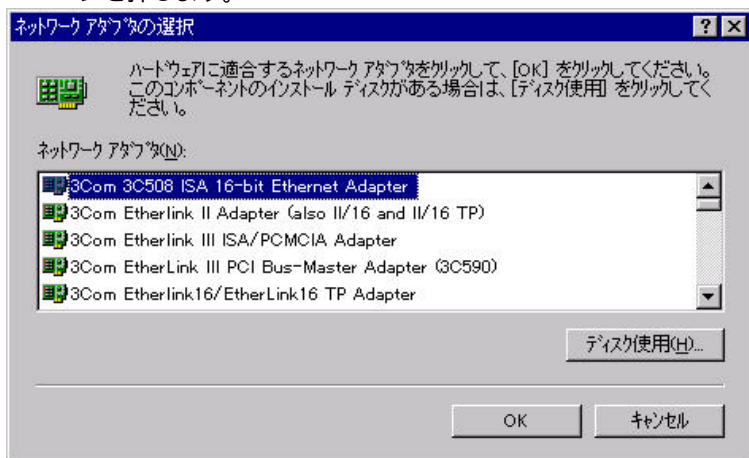 ンを押します。
ネットワーク アダプタの選択
ハードウェアに適合するネットワーク アダプタをクリックして、[OK] をクリックしてください。
このコンポーネントのインストール ディスクがある場合は、[ディスク使用] をクリックしてく
ださい。
ネットワーク アダプタ(N):
3Com 3C508 ISA 16-bit Ethernet Adapter
3Com Etherlink II Adapter (also II/16 and II/16 TP)
3Com Etherlink III ISA/PCMCIA Adapter
3Com EtherLink III PCI Bus-Master Adapter (3C590)
3Com Etherlink16/EtherLink16 TP Adapter
ディスク使用(H)...
OK キャンセル